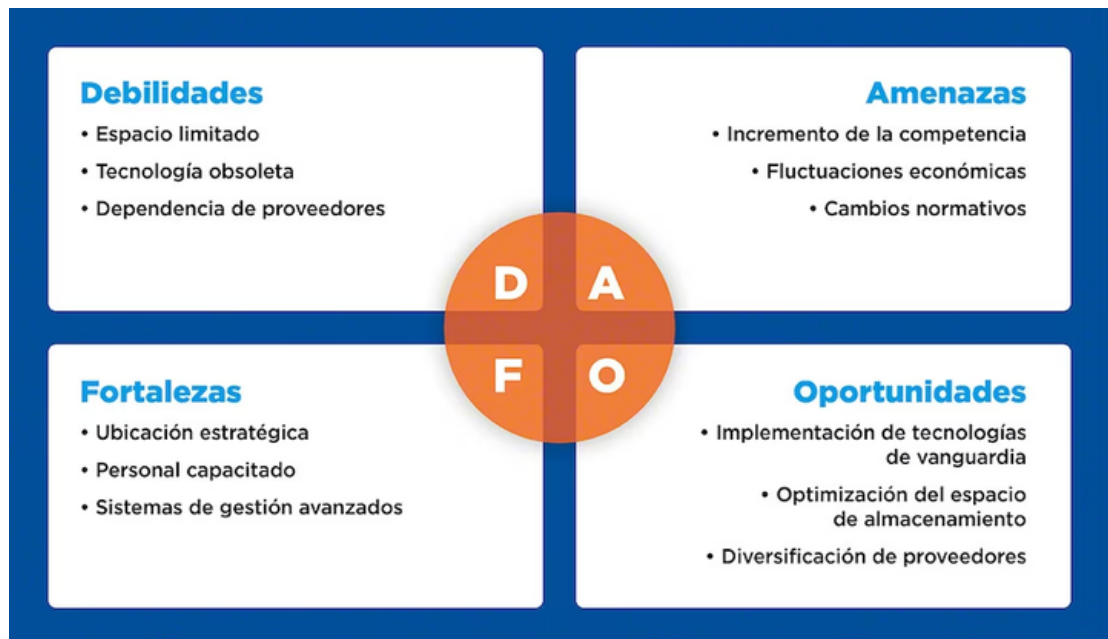 Debilidades
• Espacio limitado
• Tecnología obsoleta
• Dependencia de proveedores
Amenazas
• Incremento de la competencia
• Fluctuaciones económicas
• Cambios normativos
D A
F O
Fortalezas
• Ubicación estratégica
• Personal capacitado
• Sistemas de gestión avanzados
Oportunidades
• Implementación de tecnologías
de vanguardia
• Optimización del espacio
de almacenamiento
• Diversificación de proveedores